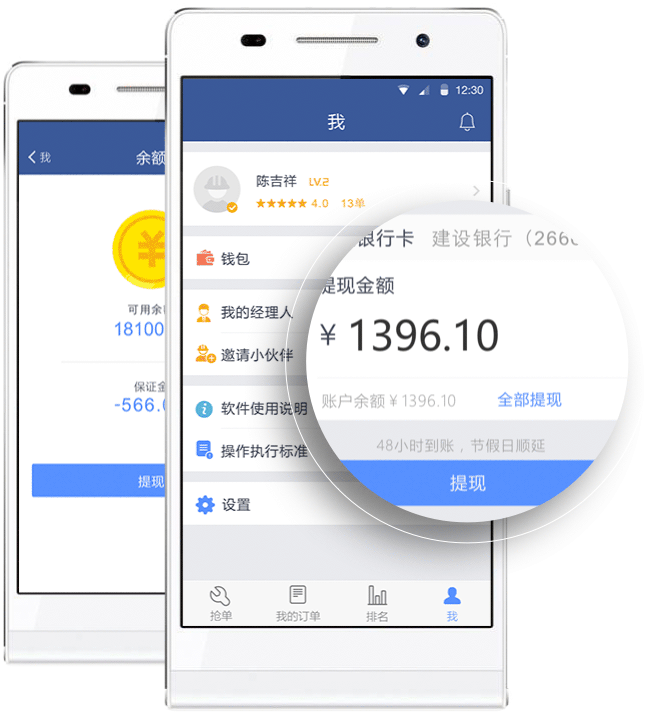 12:30
我
陈吉祥 LV.2
4.0 13单
钱包
我的经理人
邀请小伙伴
软件使用说明
操作执行标准
设置
抢单 我的订单 排名 我
我 余额
¥
可用余
18100
保证金
-566.
提现
银行卡 建设银行（266
提现金额
¥ 1396.10
账户余额 ¥ 1396.10 全部提现
48小时到账，节假日顺延
提现